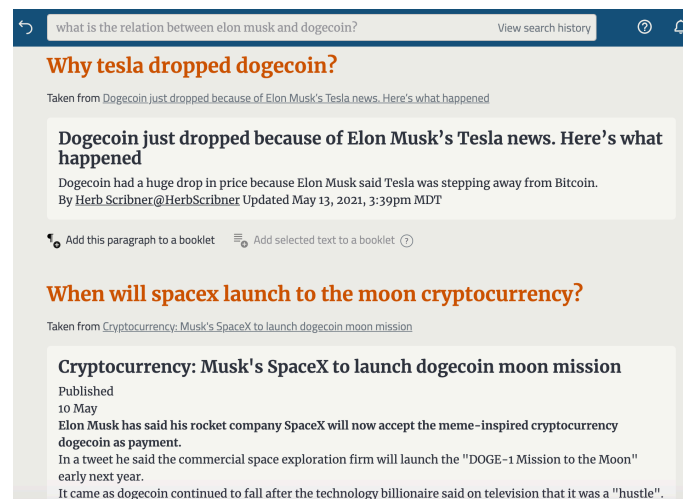 what is the relation between elon musk and dogecoin? View search history
Why tesla dropped dogecoin?
Taken from Dogecoin just dropped because of Elon Musk's Tesla news. Here's what happened
Dogecoin just dropped because of Elon Musk’s Tesla news. Here’s what
happened
Dogecoin had a huge drop in price because Elon Musk said Tesla was stepping away from Bitcoin.
By Herb Scribner@HerbScribner Updated May 13, 2021, 3:39pm MDT
Add this paragraph to a booklet Add selected text to a booklet ?
When will spacex launch to the moon cryptocurrency?
Taken from Cryptocurrency: Musk's SpaceX to launch dogecoin moon mission
Cryptocurrency: Musk's SpaceX to launch dogecoin moon mission
Published
10 May
Elon Musk has said his rocket company SpaceX will now accept the meme-inspired cryptocurrency
dogecoin as payment.
In a tweet he said the commercial space exploration firm will launch the "DOGE-1 Mission to the Moon"
early next year.
It came as dogecoin continued to fall after the technology billionaire said on television that it was a "hustle".